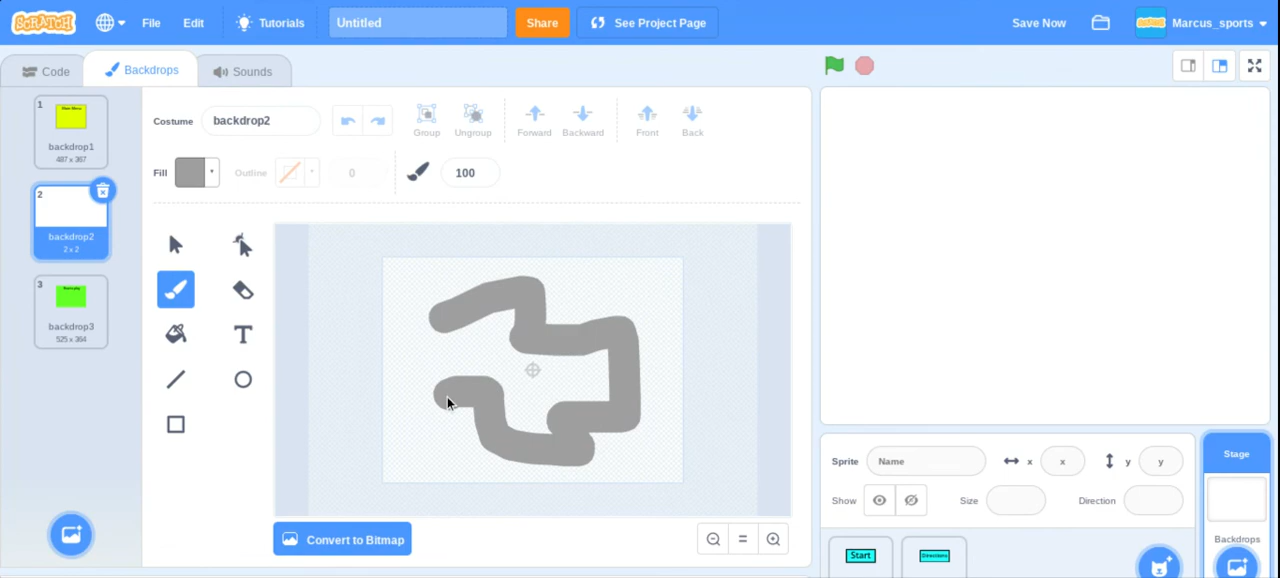 SCRATCH File Edit Tutorials Untitled Share See Project Page Save Now Marcus_sports
Code Backdrops Sounds
1
backdrop1
487 x 367
2
backdrop2
2 x 2
3
backdrop3
525 x 364
Costume backdrop2 Group Ungroup Forward Backward Front Back
Fill Outline 0 100
T
Convert to Bitmap
Sprite Name x x y y
Show Size Direction
Start Directions
Stage
Backdrops